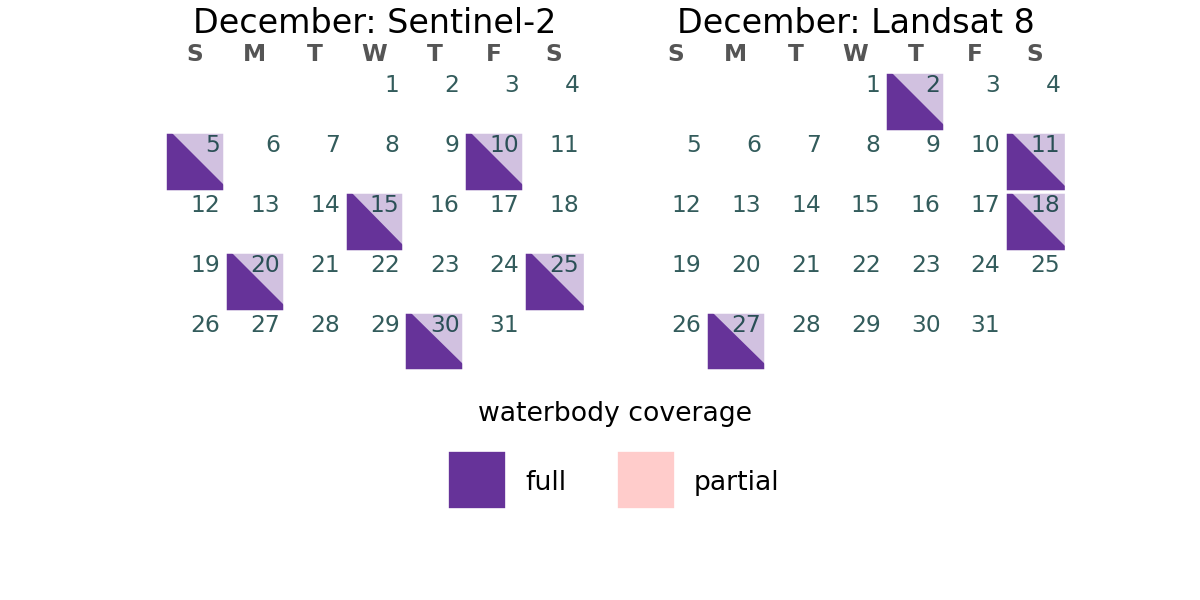 December: Sentinel-2
S M T W T F S
1 2 3 4
5 6 7 8 9 10 11
12 13 14 15 16 17 18
19 20 21 22 23 24 25
26 27 28 29 30 31
December: Landsat 8
S M T W T F S
1 2 3 4
5 6 7 8 9 10 11
12 13 14 15 16 17 18
19 20 21 22 23 24 25
26 27 28 29 30 31
waterbody coverage
full partial